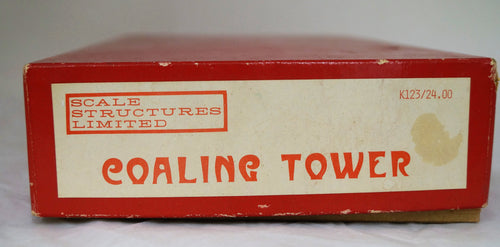 SCALE
STRUCTURES
LIMITED
K123/24.00
COALING TOWER